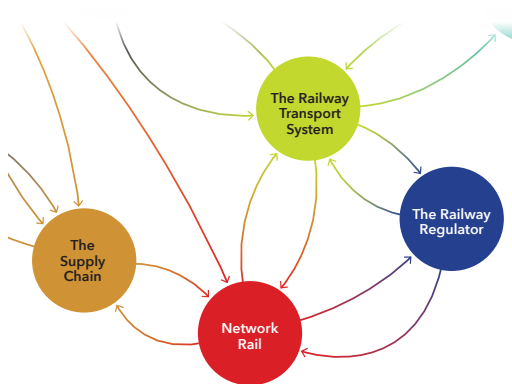 The Railway
Transport
System
The Railway
Regulator
The
Supply
Chain
Network
Rail